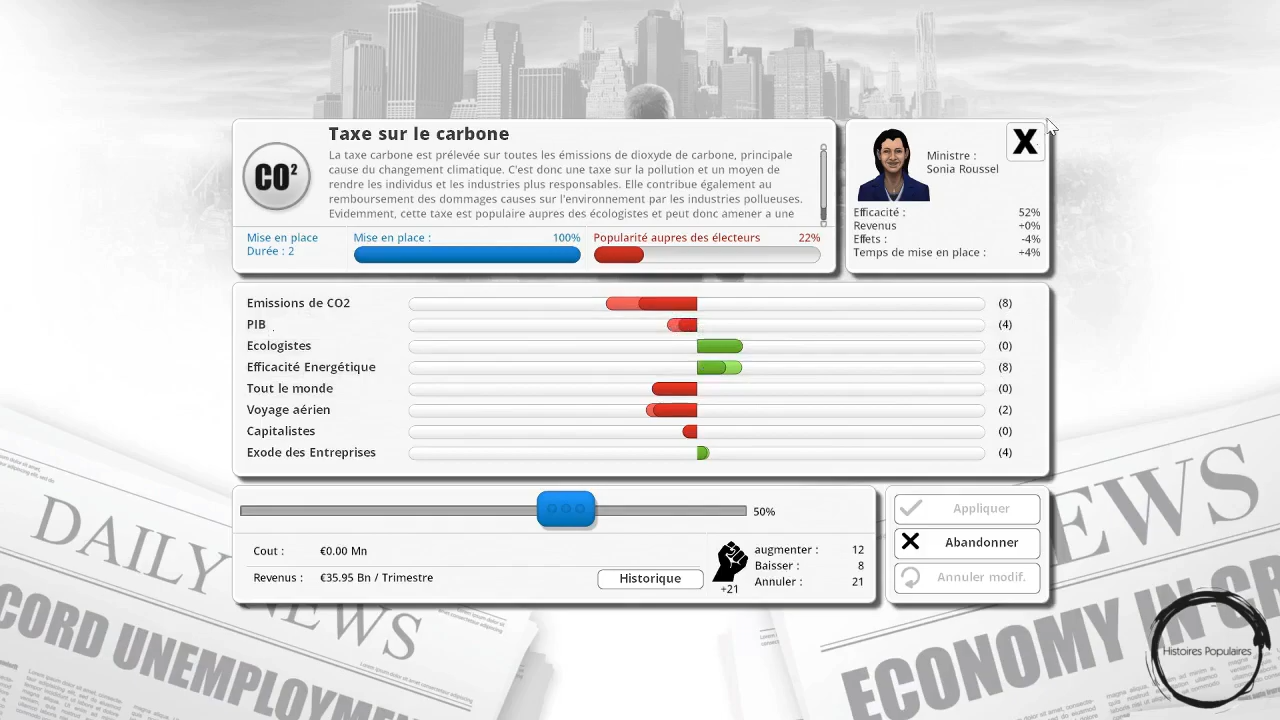 Taxe sur le carbone
La taxe carbone est prélevée sur toutes les émissions de dioxyde de carbone, principale
cause du changement climatique. C'est donc une taxe sur la pollution et un moyen de
rendre les individus et les industries plus responsables. Elle contribue également au
remboursement des dommages causes sur l'environnement par les industries pollueuses.
Evidemment, cette taxe est populaire aupres des écologistes et peut donc amener a une
CO²
Mise en place
Durée : 2
Mise en place : 100%
Popularité aupres des électeurs 22%
X
Ministre :
Sonia Roussel
Efficacité : 52%
Revenus +0%
Effets : -4%
Temps de mise en place : +4%
Emissions de CO2 (8)
PIB (4)
Ecologistes (0)
Efficacité Energétique (8)
Tout le monde (0)
Voyage aérien (2)
Capitalistes (0)
Exode des Entreprises (4)
50%
Cout : €0.00 Mn
Revenus : €35.95 Bn / Trimestre
Historique
+21
augmenter : 12
Baisser : 8
Annuler : 21
Appliquer
Abandonner
Annuler modif.
DAILY NEWS
CORD UNEMPLOYM
NEWS
ECONOMY IN CR
Histoires Populaires